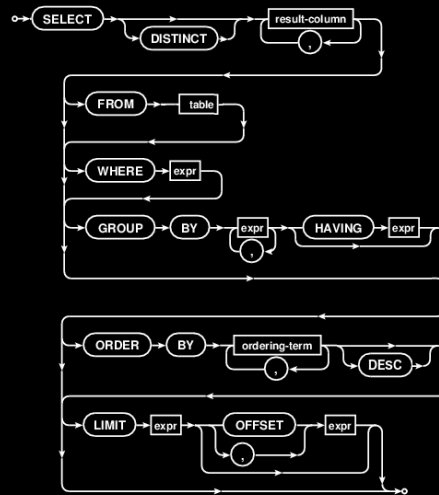 SELECT result-column
DISTINCT ,
FROM table
WHERE expr
GROUP BY expr HAVING expr
,
ORDER BY ordering-term
, DESC
LIMIT expr OFFSET expr
,